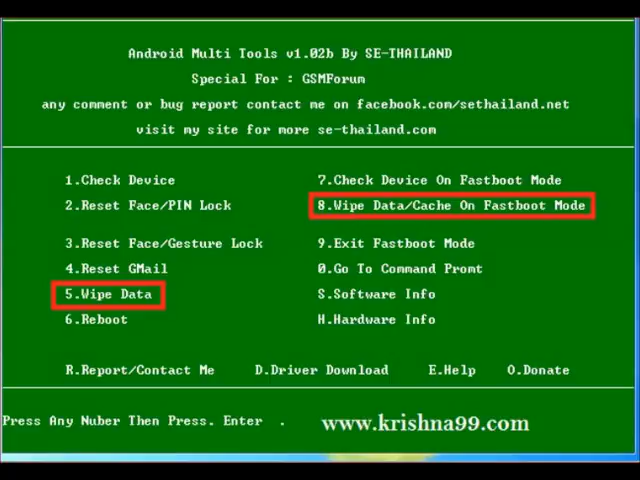 Android Multi Tools v1.02b By SE-THAILAND
Special For : GSMForum
any comment or bug report contact me on facebook.com/sethailand.net
visit my site for more se-thailand.com
1.Check Device
7.Check Device On Fastboot Mode
2.Reset Face/PIN Lock
8.Wipe Data/Cache On Fastboot Mode
3.Reset Face/Gesture Lock
9.Exit Fastboot Mode
4.Reset GMail
0.Go To Command Promt
5.Wipe Data
S.Software Info
6.Reboot
H.Hardware Info
R.Report/Contact Me D.Driver Download E.Help O.Donate
Press Any Nuber Then Press. Enter .
www.krishna99.com